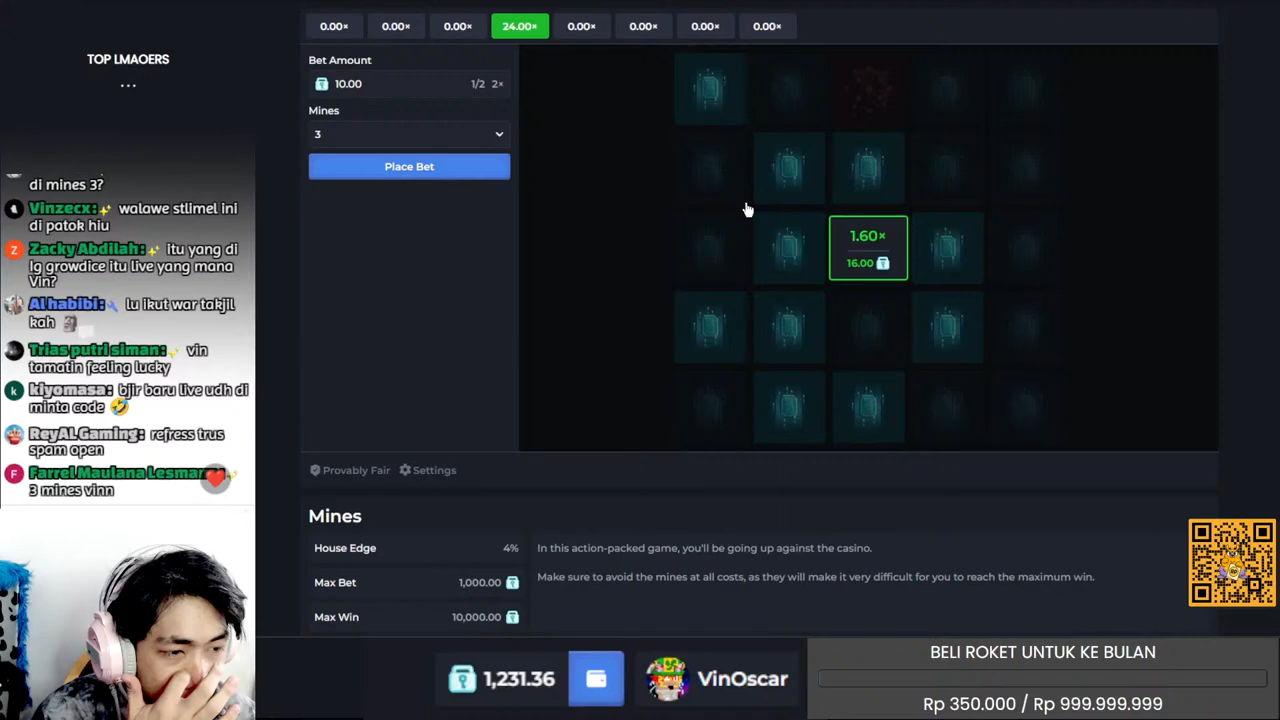 0.00×
0.00×
0.00×
24.00×
0.00×
0.00×
0.00×
0.00×
TOP LMAOERS
...
Bet Amount
10.00
1/2 2×
Mines
3
Place Bet
1.60×
16.00
di mines 3?
Vinzecx: walawe stlimel ini
di patok hiu
Zacky Abdilah: itu yang di
Ig growdice itu live yang mana
Vin?
Al habibi: lu ikut war takjil
kah
Trias putri siman: vin
tamatin feeling lucky
kiyomasa: bjir baru live udh di
minta code 🤣
ReyAL Gaming: refress trus
spam open
Farrel Maulana Lesman
3 mines vinn
Provably Fair
Settings
Mines
House Edge
4%
Max Bet
1,000.00
Max Win
10,000.00
In this action-packed game, you'll be going up against the casino.
Make sure to avoid the mines at all costs, as they will make it very difficult for you to reach the maximum win.
1,231.36
VinOscar
BELI ROKET UNTUK KE BULAN
Rp 350.000 / Rp 999.999.999